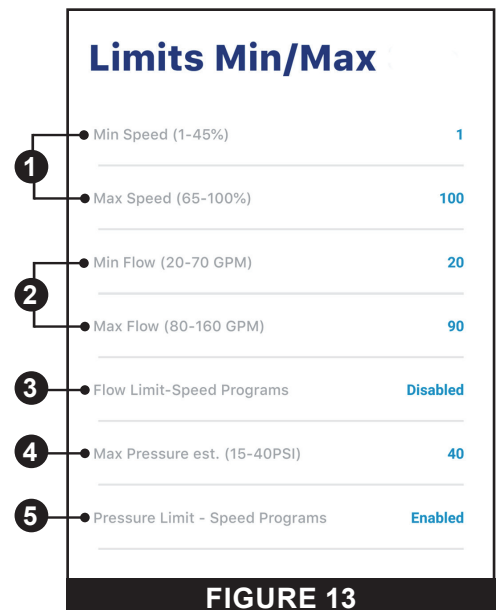 Limits Min/Max
1
Min Speed (1-45%) 1
Max Speed (65-100%) 100
2
Min Flow (20-70 GPM) 20
Max Flow (80-160 GPM) 90
3 Flow Limit-Speed Programs Disabled
4 Max Pressure est. (15-40PSI) 40
5 Pressure Limit - Speed Programs Enabled
FIGURE 13